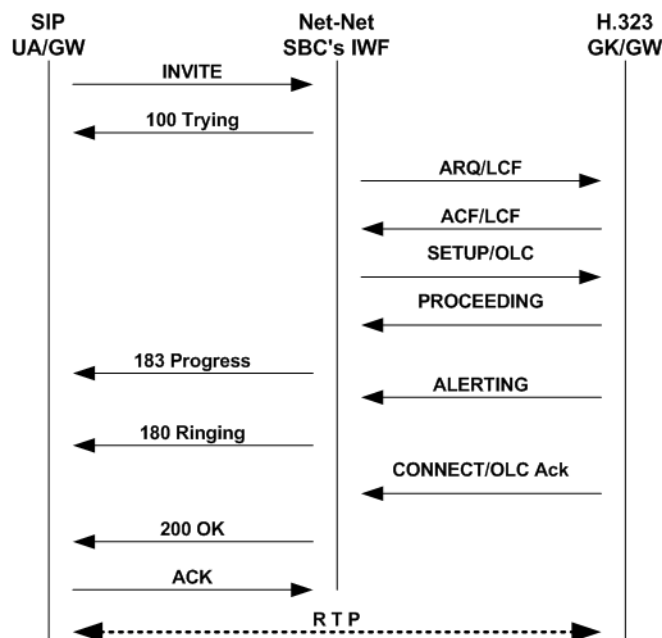 SIP
UA/GW
Net-Net
SBC's IWF
H.323
GK/GW
INVITE
100 Trying
ARQ/LCF
ACF/LCF
SETUP/OLC
PROCEEDING
183 Progress
ALERTING
180 Ringing
CONNECT/OLC Ack
200 OK
ACK
R T P